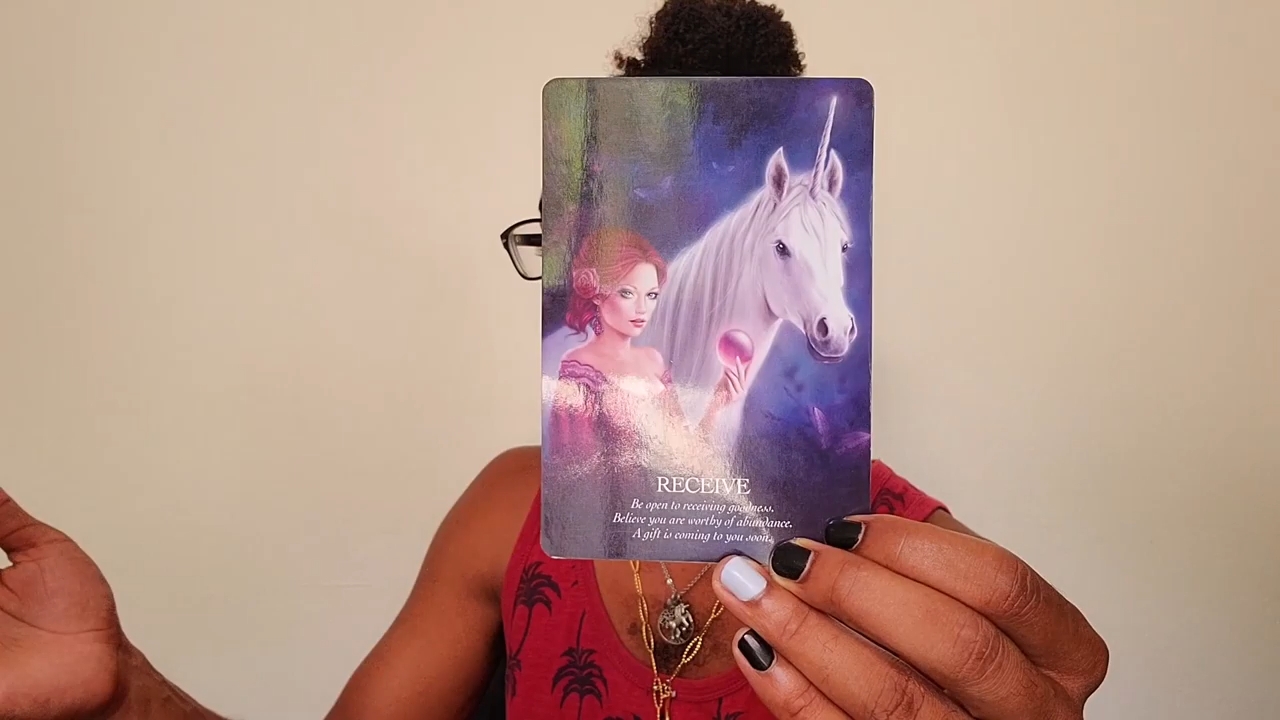 RECEIVE
Be open to receiving goodness.
Believe you are worthy of abundance.
A gift is coming to you soon.